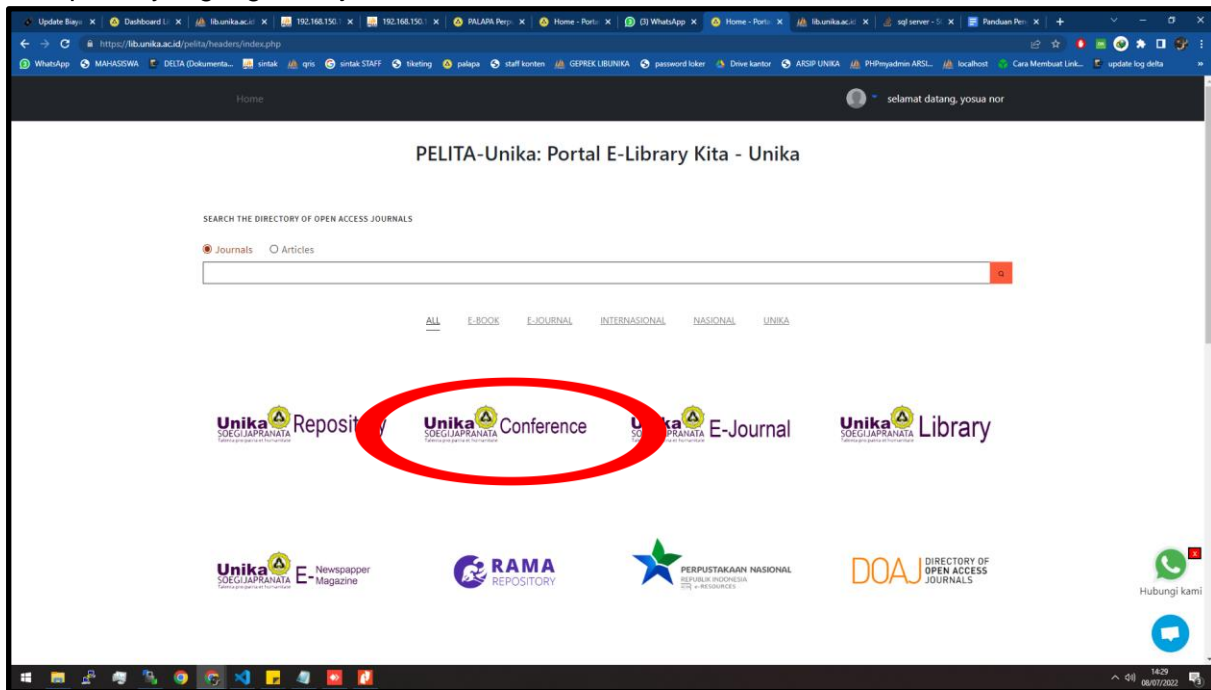 Update Biaya
Dashboard Li
lib.unika.ac.id
192.168.150.1
192.168.150.1
PALAPA Perp
Home - Porta
(3) WhatsApp
Home - Porta
lib.unika.ac.id
sql server - S
Panduan Pem
https://lib.unika.ac.id/pelita/headers/index.php
WhatsApp MAHASISWA DELTA (Dokumenta... sintak qris sintak STAFF tiketing palapa staff konten GEPREK LIBUNIKA password loker Drive kantor ARSIP UNIKA PHPmyadmin ARSI... localhost Cara Membuat Link... update log delta
Home selamat datang, yosua nor
PELITA-Unika: Portal E-Library Kita - Unika
SEARCH THE DIRECTORY OF OPEN ACCESS JOURNALS
Journals Articles
ALL E-BOOK E-JOURNAL INTERNASIONAL NASIONAL UNIKA
Unika
SOEGIJAPRANATA
Repository
Unika
SOEGIJAPRANATA
Conference
E-Journal
Unika
SOEGIJAPRANATA
Library
Unika
SOEGIJAPRANATA
E- Newspapper
Magazine
RAMA
REPOSITORY
PERPUSTAKAAN NASIONAL
REPUBLIK INDONESIA
e-RESOURCES
DOAJ DIRECTORY OF
OPEN ACCESS
JOURNALS
x
Hubungi kami
14:29
08/07/2022